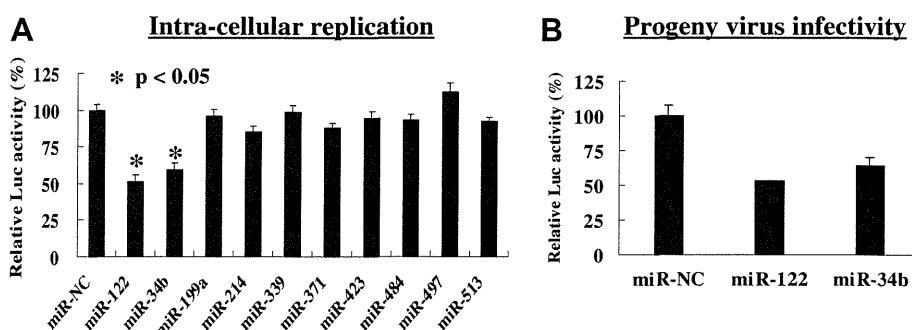 A
Intra-cellular replication
Relative Luc activity (%)
125
100
75
50
25
0
* p < 0.05
*
*
miR-NC
miR-122
miR-34b
miR-199a
miR-214
miR-339
miR-371
miR-423
miR-484
miR-497
miR-513
B
Progeny virus infectivity
Relative Luc activity (%)
125
100
75
50
25
0
miR-NC
miR-122
miR-34b